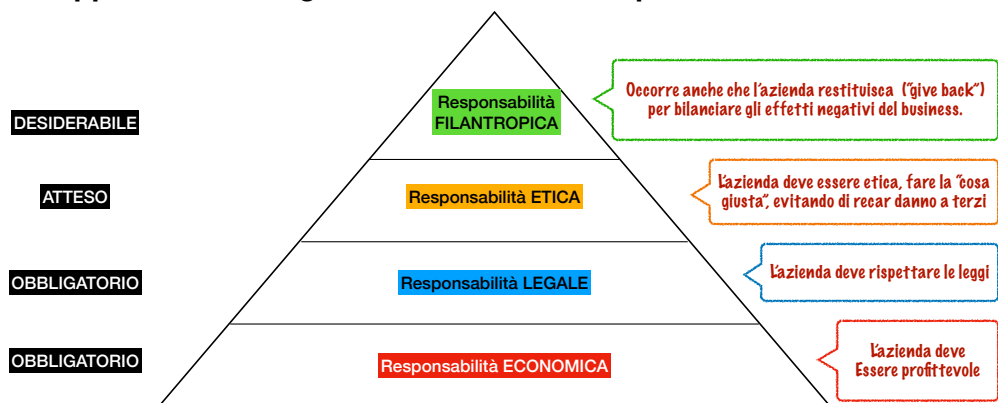 DESIDERABILE
Responsabilità
FILANTROPICA
Occorre anche che l'azienda restituisca ("give back")
per bilanciare gli effetti negativi del business.
ATTESO
Responsabilità ETICA
L'azienda deve essere etica, fare la "cosa
giusta", evitando di recar danno a terzi
OBBLIGATORIO
Responsabilità LEGALE
L'azienda deve rispettare le leggi
OBBLIGATORIO
Responsabilità ECONOMICA
L'azienda deve
Essere profittevole